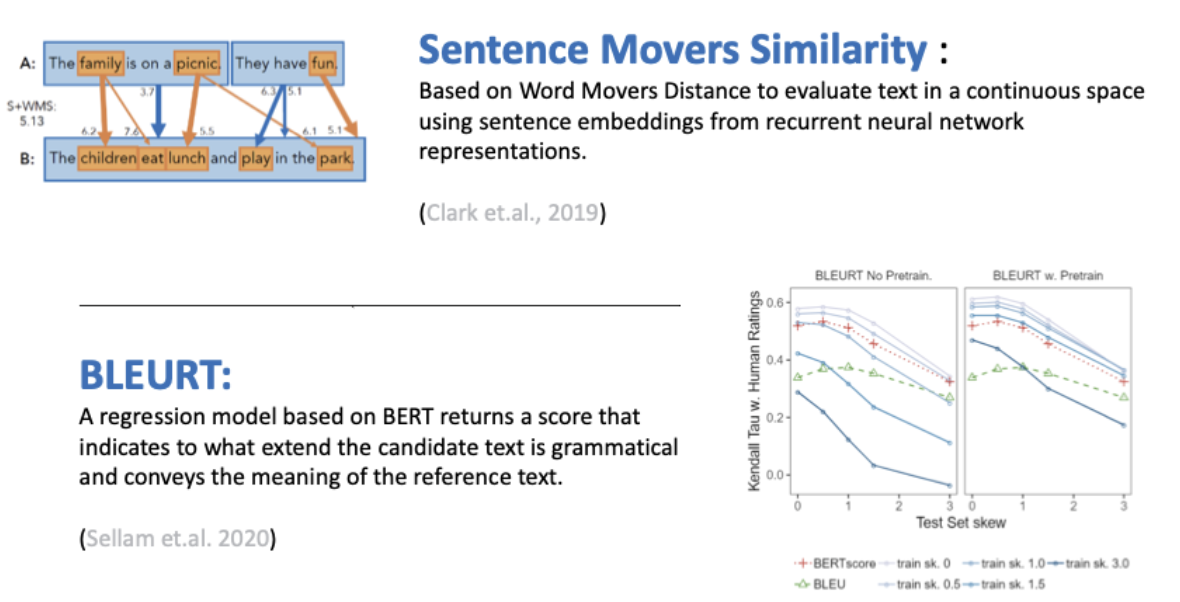 A: The family is on a picnic. They have fun.
3.7 6.3 5.1
S+WMS:
5.13
6.2 7.6 5.5 6.1 5.1
B: The children eat lunch and play in the park.
Sentence Movers Similarity :
Based on Word Movers Distance to evaluate text in a continuous space
using sentence embeddings from recurrent neural network
representations.
(Clark et.al., 2019)
BLEURT:
A regression model based on BERT returns a score that
indicates to what extend the candidate text is grammatical
and conveys the meaning of the reference text.
(Sellam et.al. 2020)
BLEURT No Pretrain. BLEURT w. Pretrain
Kendall Tau w. Human Ratings
0.6
0.4
0.2
0.0
0 1 2 3 0 1 2 3
Test Set skew
BERTscore train sk. 0 train sk. 1.0 train sk. 3.0
BLEU train sk. 0.5 train sk. 1.5